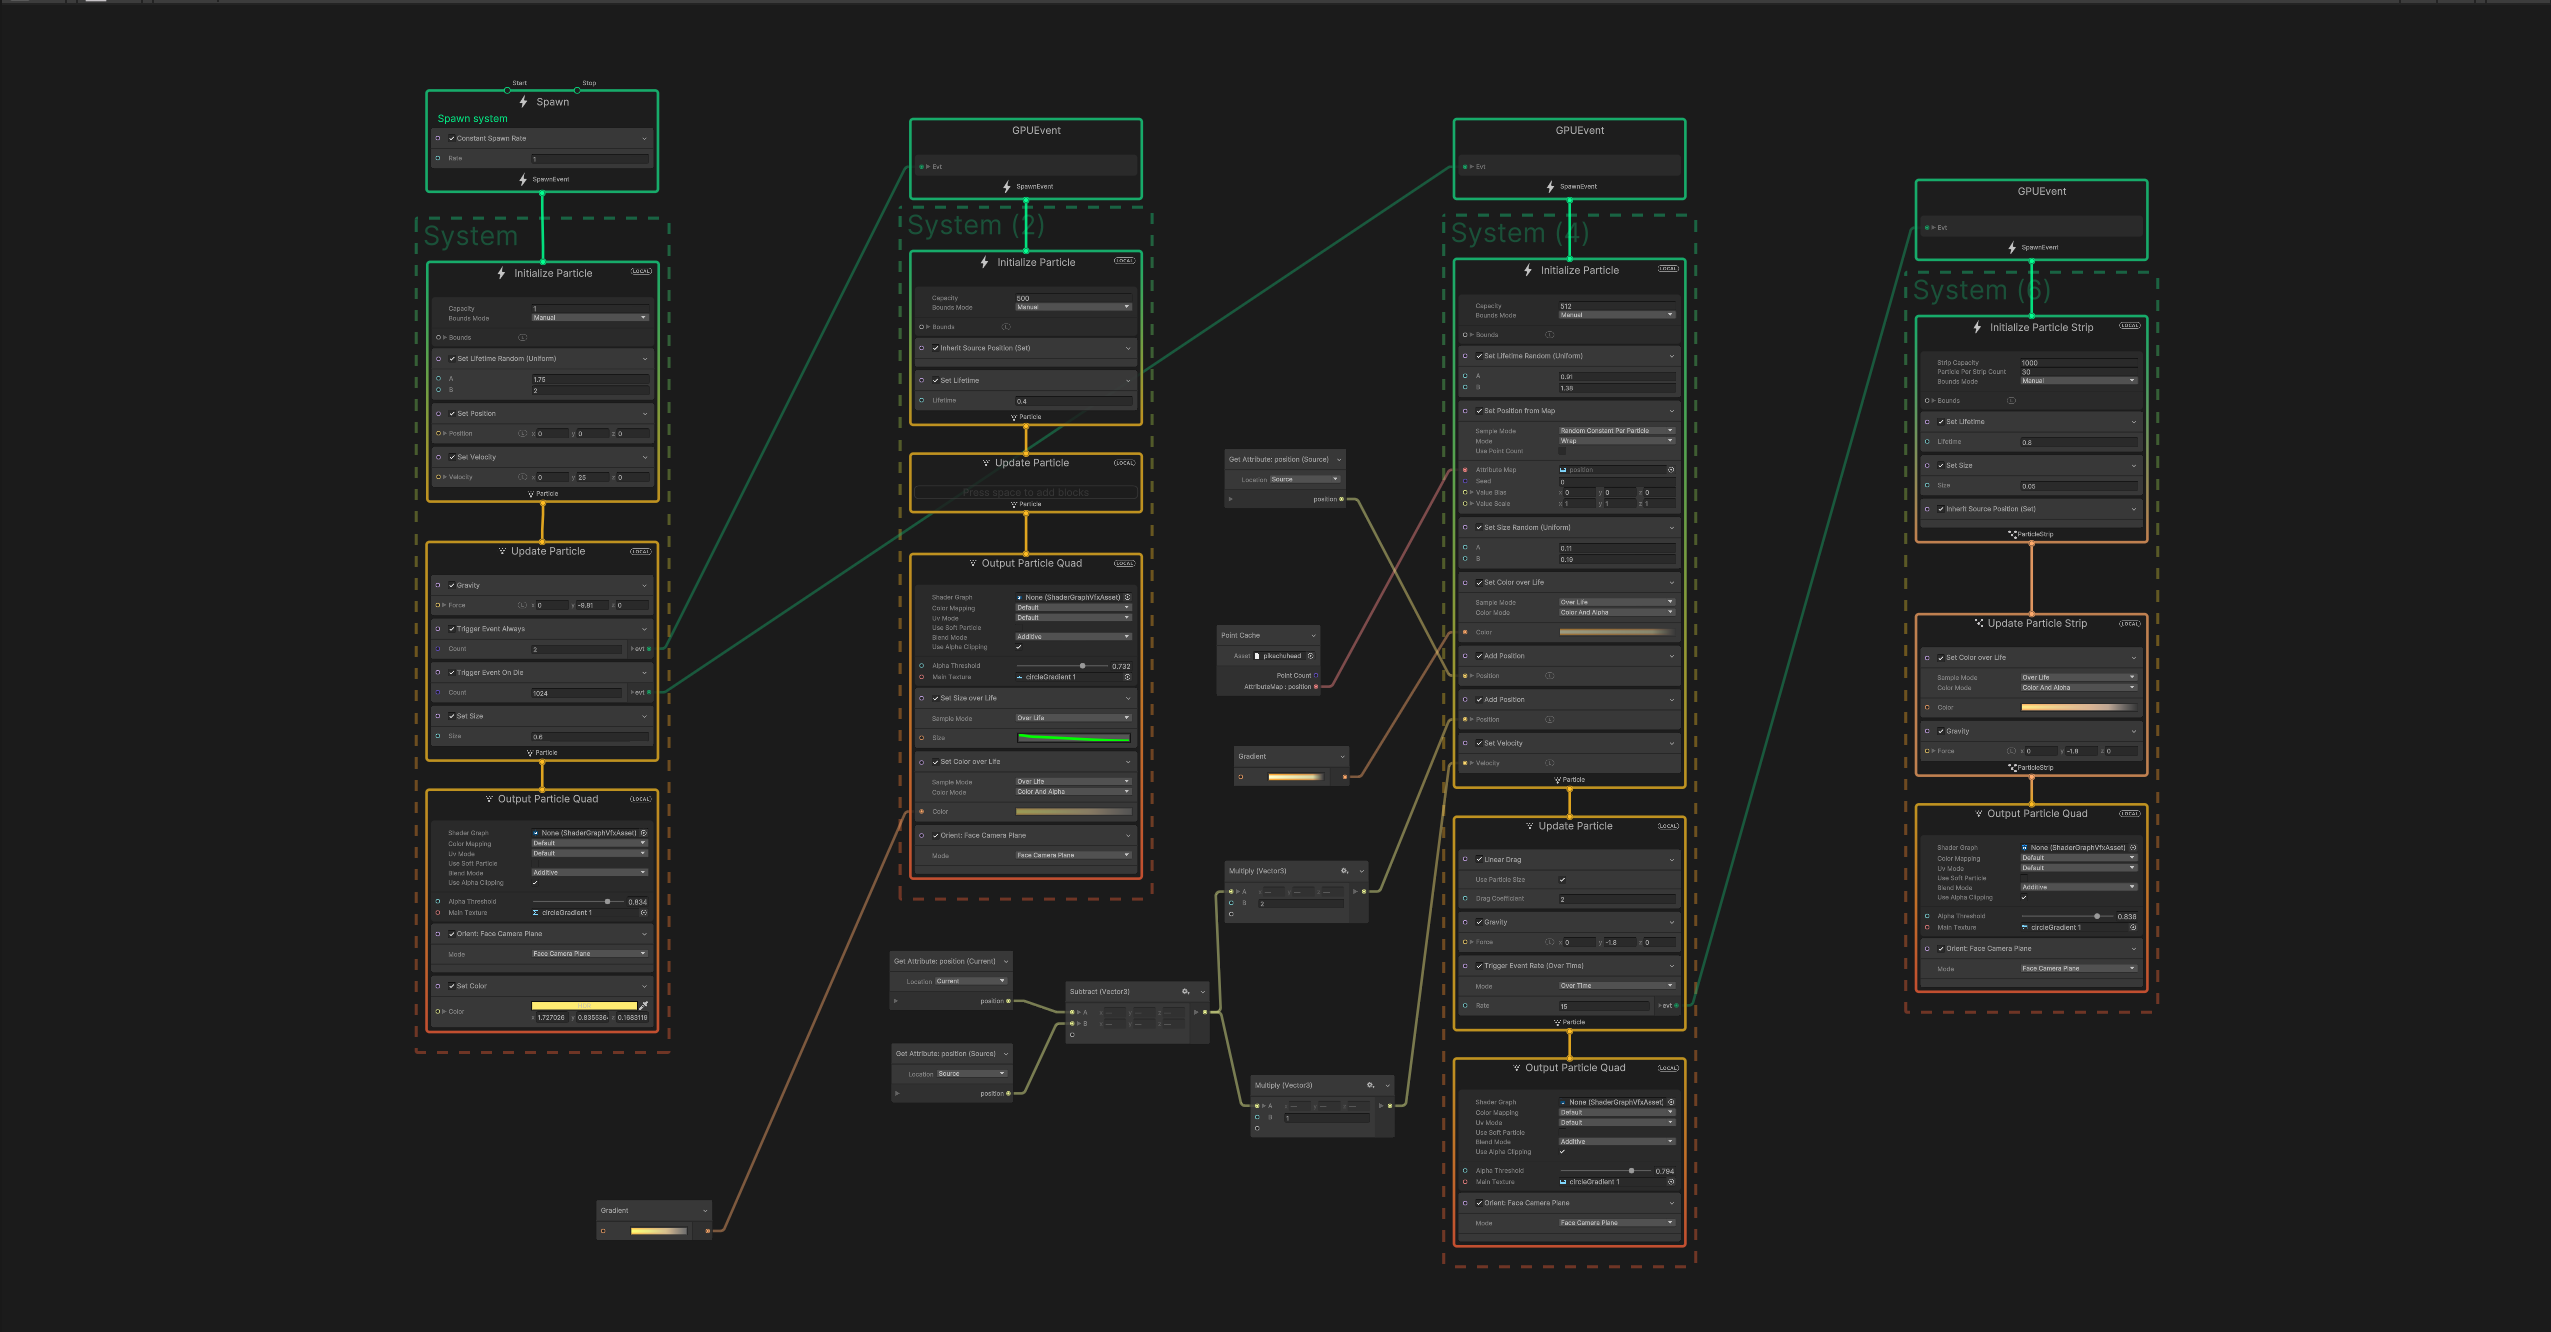 Start Stop
Spawn
Spawn system
Constant Spawn Rate
Rate 1
SpawnEvent
System
Initialize Particle LOCAL
Capacity 1
Bounds Mode Manual
Bounds L
Set Lifetime Random (Uniform)
A 1.75
B 2
Set Position
Position L x 0 y 0 z 0
Set Velocity
Velocity L x 0 y 25 z 0
Particle
Update Particle LOCAL
Gravity
Force L x 0 y -9.81 z 0
Trigger Event Always
Count 2 evt
Trigger Event On Die
Count 1024 evt
Set Size
Size 0.6
Particle
Output Particle Quad LOCAL
Shader Graph None (ShaderGraphVfxAsset)
Color Mapping Default
Uv Mode Default
Use Soft Particle
Blend Mode Additive
Use Alpha Clipping
Alpha Threshold 0.834
Main Texture circleGradient 1
Orient: Face Camera Plane
Mode Face Camera Plane
Set Color
Color
x 1.727026 y 0.835536 z 0.1683119
Gradient
GPUEvent
Evt
SpawnEvent
System (2)
Initialize Particle LOCAL
Capacity 500
Bounds Mode Manual
Bounds L
Inherit Source Position (Set)
Set Lifetime
Lifetime 0.4
Particle
Update Particle LOCAL
Press space to add blocks
Particle
Output Particle Quad LOCAL
Shader Graph None (ShaderGraphVfxAsset)
Color Mapping Default
Uv Mode Default
Use Soft Particle
Blend Mode Additive
Use Alpha Clipping
Alpha Threshold 0.732
Main Texture circleGradient 1
Set Size over Life
Sample Mode Over Life
Size
Set Color over Life
Sample Mode Over Life
Color Mode Color And Alpha
Color
Orient: Face Camera Plane
Mode Face Camera Plane
Get Attribute: position (Current)
Location Current
position
Get Attribute: position (Source)
Location Source
position
Subtract (Vector3)
A x — y — z —
B x — y — z —
Get Attribute: position (Source)
Location Source
position
Point Cache
Asset pikachuhead
Point Count
AttributeMap : position
Gradient
Multiply (Vector3)
A x — y — z —
B 2
Multiply (Vector3)
A x — y — z —
B 1
GPUEvent
Evt
SpawnEvent
System (4)
Initialize Particle LOCAL
Capacity 512
Bounds Mode Manual
Bounds L
Set Lifetime Random (Uniform)
A 0.91
B 1.38
Set Position from Map
Sample Mode Random Constant Per Particle
Mode Wrap
Use Point Count
Attribute Map position
Seed 0
Value Bias x 0 y 0 z 0
Value Scale x 1 y 1 z 1
Set Size Random (Uniform)
A 0.11
B 0.19
Set Color over Life
Sample Mode Over Life
Color Mode Color And Alpha
Color
Add Position
Position L
Add Position
Position L
Set Velocity
Velocity L
Particle
Update Particle LOCAL
Linear Drag
Use Particle Size
Drag Coefficient 2
Gravity
Force L x 0 y -1.8 z 0
Trigger Event Rate (Over Time)
Mode Over Time
Rate 15 evt
Particle
Output Particle Quad LOCAL
Shader Graph None (ShaderGraphVfxAsset)
Color Mapping Default
Uv Mode Default
Use Soft Particle
Blend Mode Additive
Use Alpha Clipping
Alpha Threshold 0.794
Main Texture circleGradient 1
Orient: Face Camera Plane
Mode Face Camera Plane
GPUEvent
Evt
SpawnEvent
System (6)
Initialize Particle Strip LOCAL
Strip Capacity 1000
Particle Per Strip Count 30
Bounds Mode Manual
Bounds L
Set Lifetime
Lifetime 0.8
Set Size
Size 0.05
Inherit Source Position (Set)
ParticleStrip
Update Particle Strip LOCAL
Set Color over Life
Sample Mode Over Life
Color Mode Color And Alpha
Color
Gravity
Force L x 0 y -1.8 z 0
ParticleStrip
Output Particle Quad LOCAL
Shader Graph None (ShaderGraphVfxAsset)
Color Mapping Default
Uv Mode Default
Use Soft Particle
Blend Mode Additive
Use Alpha Clipping
Alpha Threshold 0.836
Main Texture circleGradient 1
Orient: Face Camera Plane
Mode Face Camera Plane